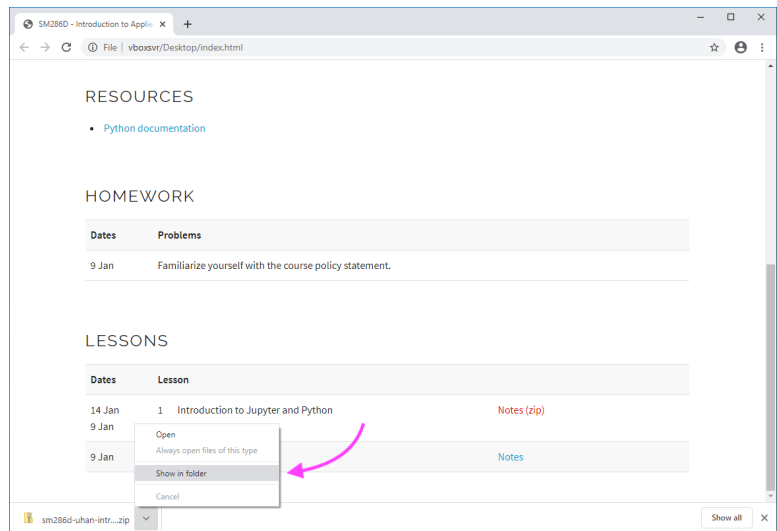 SM286D - Introduction to Applie
File | vboxsvr/Desktop/index.html
RESOURCES
Python documentation
HOMEWORK
Dates Problems
9 Jan Familiarize yourself with the course policy statement.
LESSONS
Dates Lesson
14 Jan 1 Introduction to Jupyter and Python Notes (zip)
9 Jan
9 Jan Notes
Open
Always open files of this type
Show in folder
Cancel
sm286d-uhan-intr....zip Show all